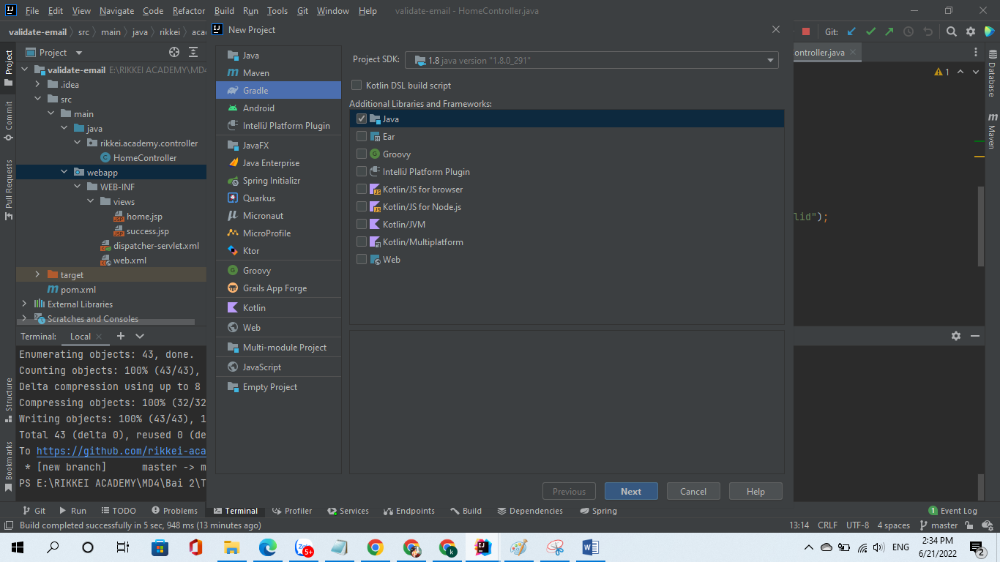 File Edit View Navigate Code Refactor Build Run Tools Git Window Help validate-email - HomeController.java
validate-email src main java rikkei aca
Git:
New Project
Project
Commit
Pull Requests
Structure
Bookmarks
Project
validate-email E:\RIKKEI ACADEMY\MD4
.idea
src
main
java
rikkei.academy.controller
HomeController
webapp
WEB-INF
views
home.jsp
success.jsp
dispatcher-servlet.xml
web.xml
target
pom.xml
External Libraries
Scratches and Consoles
Java
Maven
Gradle
Android
IntelliJ Platform Plugin
JavaFX
Java Enterprise
Spring Initializr
Quarkus
Micronaut
MicroProfile
Ktor
Groovy
Grails App Forge
Kotlin
Web
Multi-module Project
JavaScript
Empty Project
Project SDK: 1.8 java version "1.8.0_291"
Kotlin DSL build script
Additional Libraries and Frameworks:
Java
Ear
Groovy
IntelliJ Platform Plugin
Kotlin/JS for browser
Kotlin/JS for Node.js
Kotlin/JVM
Kotlin/Multiplatform
Web
Previous Next Cancel Help
ontroller.java
1
lid");
Database
Maven
Terminal: Local
Enumerating objects: 43, done.
Counting objects: 100% (43/43),
Delta compression using up to 8
Compressing objects: 100% (32/32
Writing objects: 100% (43/43), 1
Total 43 (delta 0), reused 0 (de
To https://github.com/rikkei-aca
* [new branch] master -> m
PS E:\RIKKEI ACADEMY\MD4\Bai 2\T
Git Run TODO Problems Terminal Profiler Services Endpoints Build Dependencies Spring 1 Event Log
Build completed successfully in 5 sec, 948 ms (13 minutes ago) 13:14 CRLF UTF-8 4 spaces master
5+
k
ENG
2:34 PM
6/21/2022
2